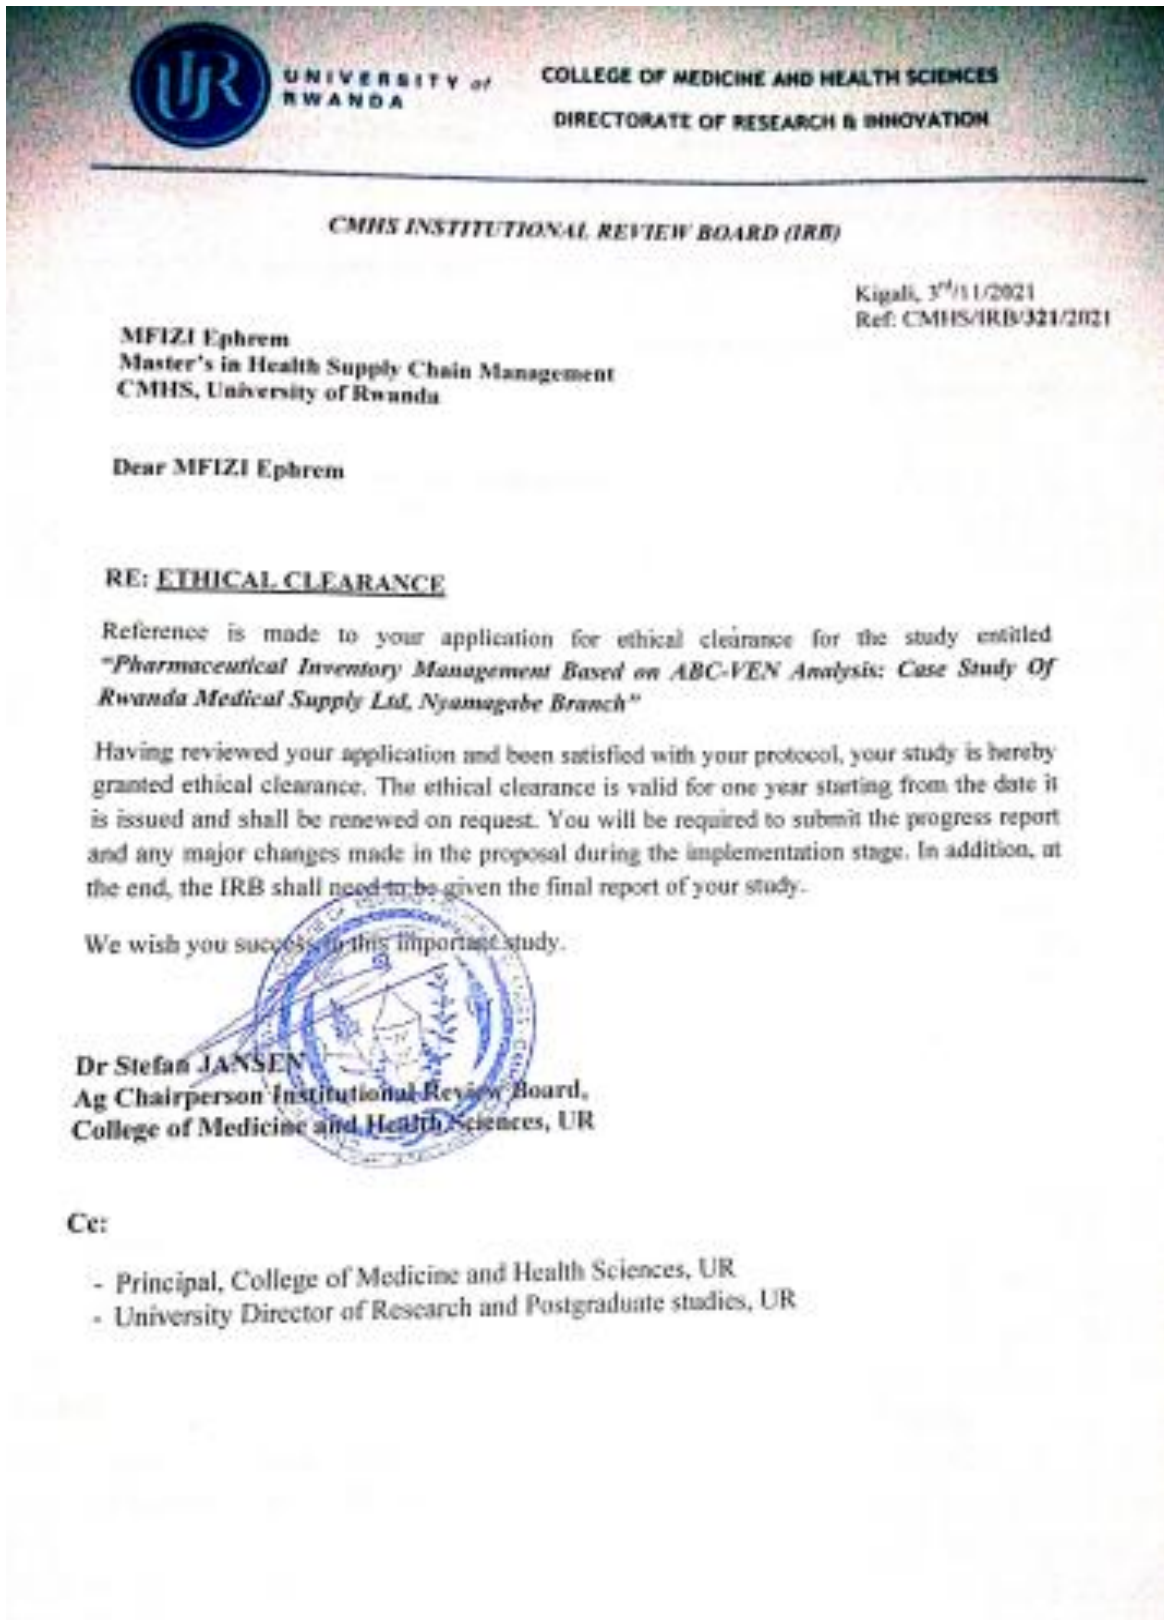 UR
UNIVERSITY of
RWANDA
COLLEGE OF MEDICINE AND HEALTH SCIENCES
DIRECTORATE OF RESEARCH & INNOVATION
CMHS INSTITUTIONAL REVIEW BOARD (IRB)
Kigali, 3rd/11/2021
Ref: CMHS/IRB/321/2021
MFIZI Ephrem
Master's in Health Supply Chain Management
CMHS, University of Rwanda
Dear MFIZI Ephrem
RE: ETHICAL CLEARANCE
Reference is made to your application for ethical clearance for the study entitled
"Pharmaceutical Inventory Management Based on ABC-VEN Analysis: Case Study Of
Rwanda Medical Supply Ltd, Nyamagabe Branch"
Having reviewed your application and been satisfied with your protocol, your study is hereby
granted ethical clearance. The ethical clearance is valid for one year starting from the date it
is issued and shall be renewed on request. You will be required to submit the progress report
and any major changes made in the proposal during the implementation stage. In addition, at
the end, the IRB shall need to be given the final report of your study.
We wish you success in this important study.
Dr Stefan JANSEN
Ag Chairperson Institutional Review Board,
College of Medicine and Health Sciences, UR
Cc:
- Principal, College of Medicine and Health Sciences, UR
- University Director of Research and Postgraduate studies, UR